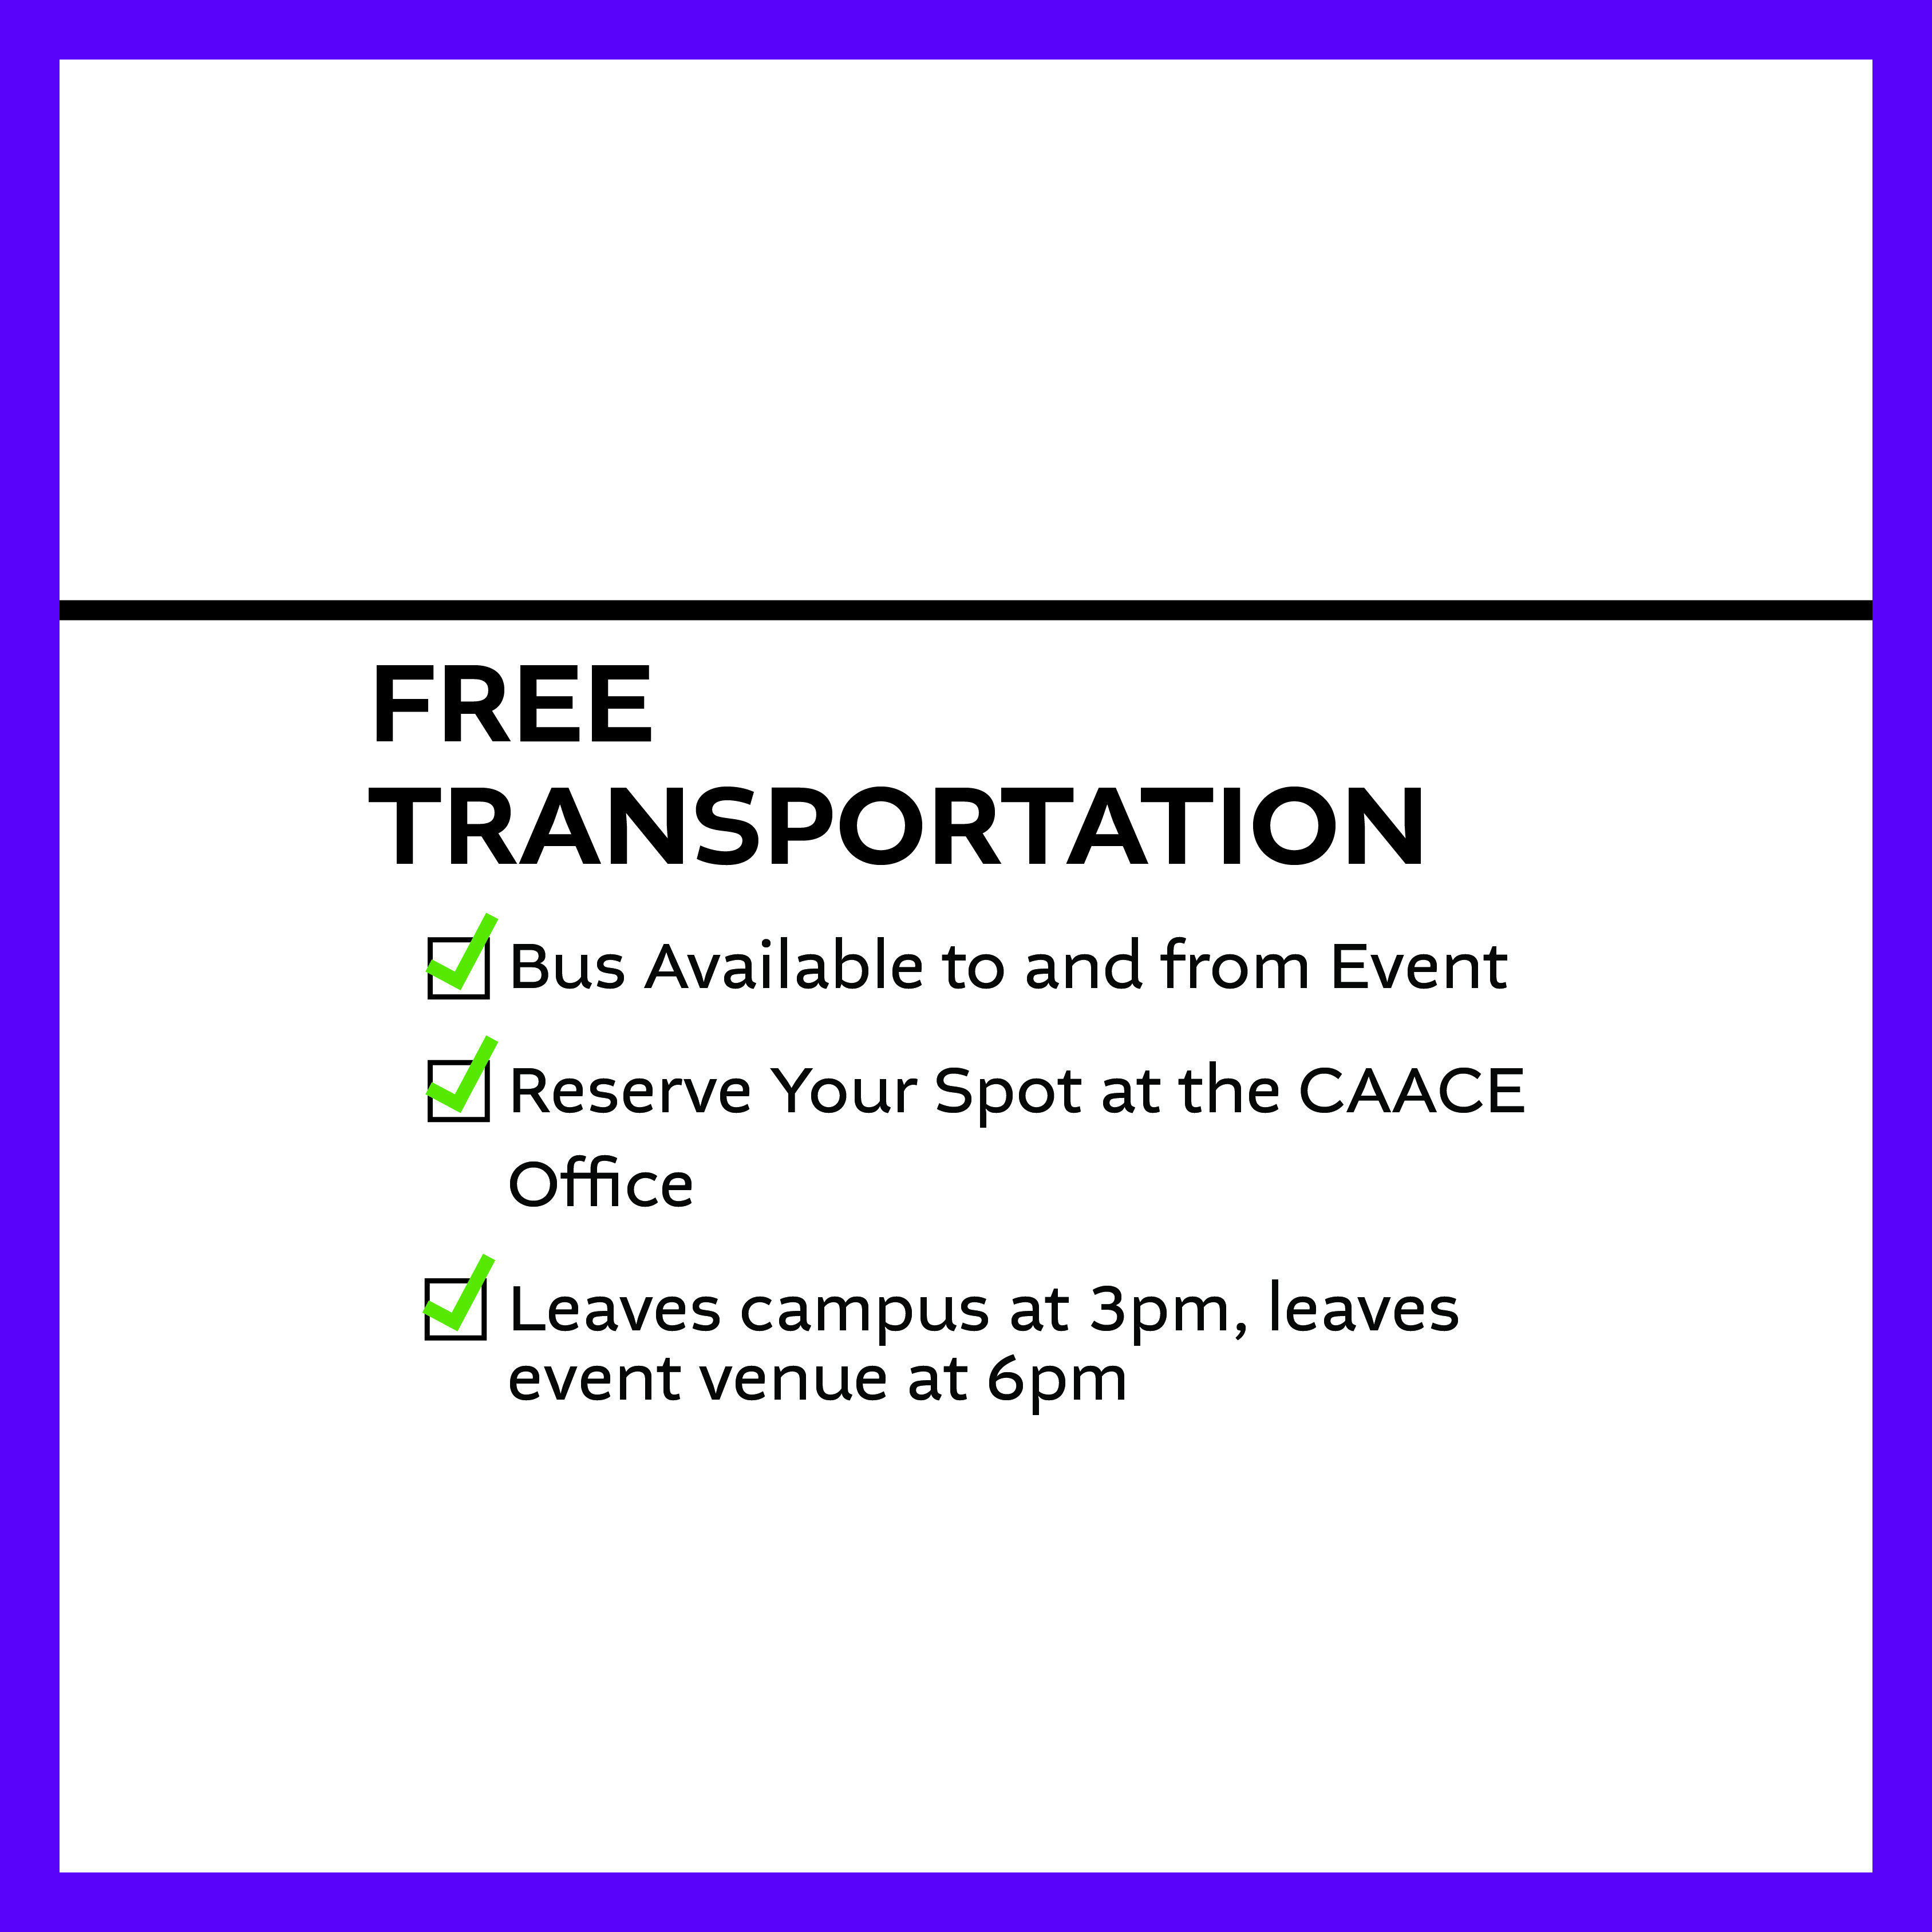 FREE
TRANSPORTATION
Bus Available to and from Event
Reserve Your Spot at the CAACE
Office
Leaves campus at 3pm, leaves
event venue at 6pm